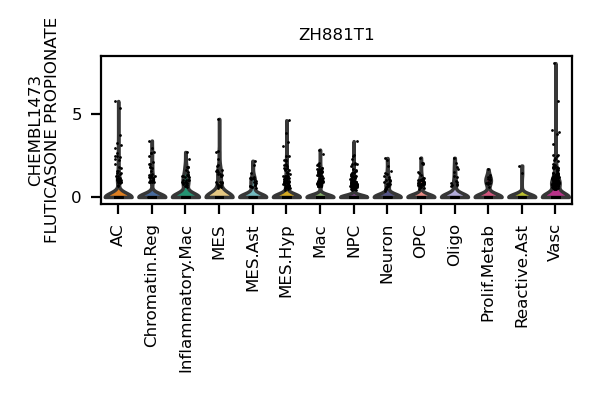 ZH881T1
CHEMBL1473
FLUTICASONE PROPIONATE
5
0
AC
Chromatin.Reg
Inflammatory.Mac
MES
MES.Ast
MES.Hyp
Mac
NPC
Neuron
OPC
Oligo
Prolif.Metab
Reactive.Ast
Vasc